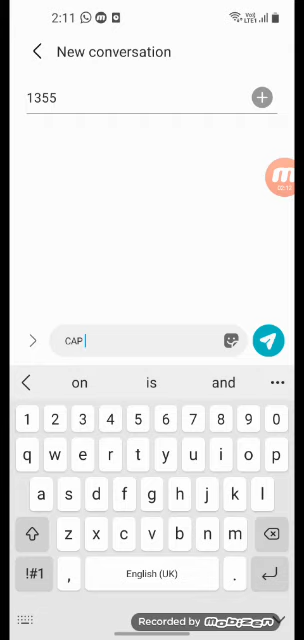 2:11
New conversation
1355
CAP
on is and
1 2 3 4 5 6 7 8 9 0
q w e r t y u i o p
a s d f g h j k l
z x c v b n m
!#1 , English (UK) .
Recorded by mobizen